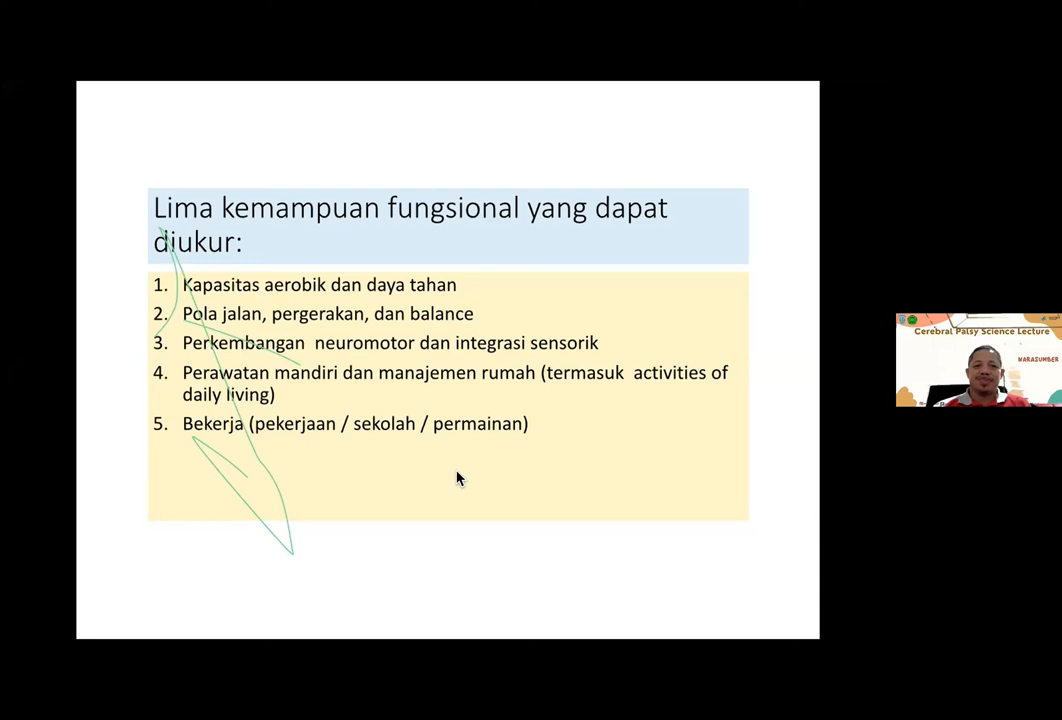 Lima kemampuan fungsional yang dapat
diukur:
1. Kapasitas aerobik dan daya tahan
2. Pola jalan, pergerakan, dan balance
3. Perkembangan neuromotor dan integrasi sensorik
4. Perawatan mandiri dan manajemen rumah (termasuk activities of
daily living)
5. Bekerja (pekerjaan / sekolah / permainan)
Cerebral Palsy Science Lecture
NARASUMBER